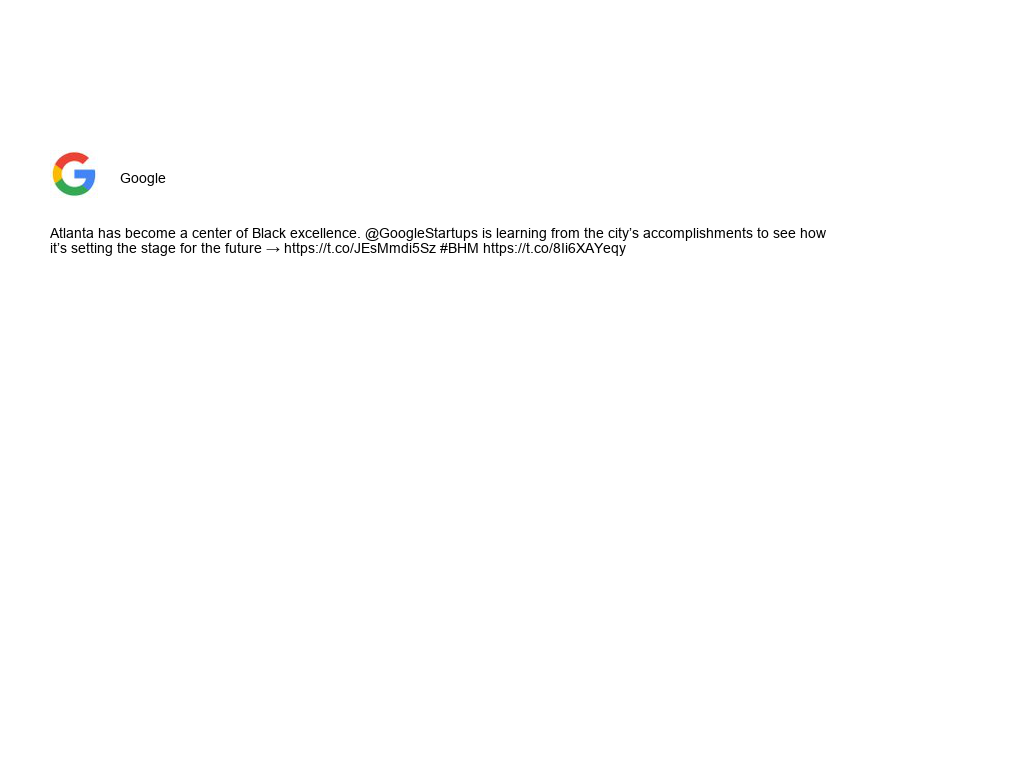 Google
Atlanta has become a center of Black excellence. @GoogleStartups is learning from the city’s accomplishments to see how
it’s setting the stage for the future → https://t.co/JEsMmdi5Sz #BHM https://t.co/8Ii6XAYeqy